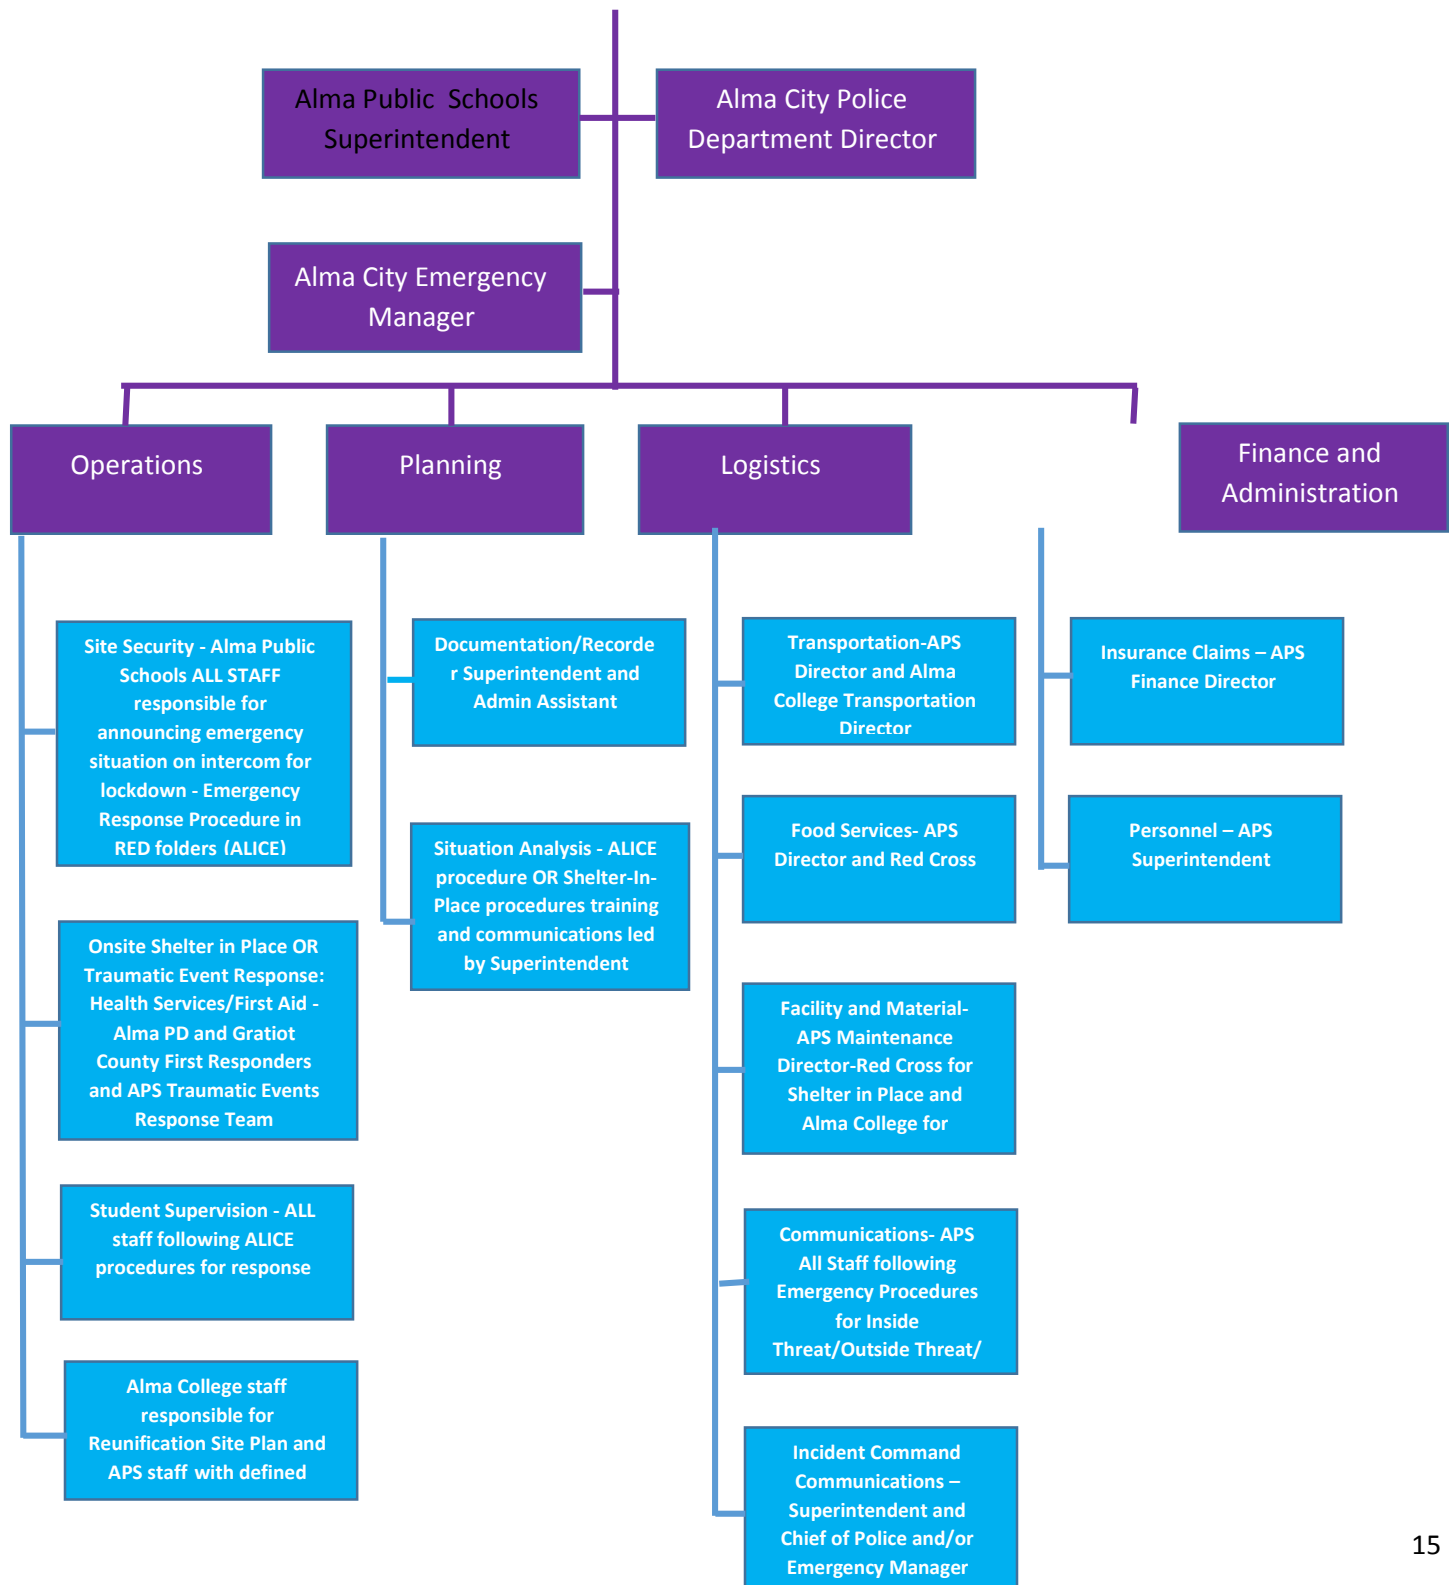 Alma Public  Schools
Superintendent
Alma City Police
Department Director
Alma City Emergency
Manager
Operations
Planning
Logistics
Finance and
Administration
Site Security - Alma Public
Schools ALL STAFF
responsible for
announcing emergency
situation on intercom for
lockdown - Emergency
Response Procedure in
RED folders (ALICE)
Onsite Shelter in Place OR
Traumatic Event Response:
Health Services/First Aid -
Alma PD and Gratiot
County First Responders
and APS Traumatic Events
Response Team
Student Supervision - ALL
staff following ALICE
procedures for response
Alma College staff
responsible for
Reunification Site Plan and
APS staff with defined
Documentation/Recorde
r Superintendent and
Admin Assistant
Situation Analysis - ALICE
procedure OR Shelter-In-
Place procedures training
and communications led
by Superintendent
Transportation-APS
Director and Alma
College Transportation
Director
Food Services- APS
Director and Red Cross
Facility and Material-
APS Maintenance
Director-Red Cross for
Shelter in Place and
Alma College for
Communications- APS
All Staff following
Emergency Procedures
for Inside
Threat/Outside Threat/
Incident Command
Communications –
Superintendent and
Chief of Police and/or
Emergency Manager
Insurance Claims – APS
Finance Director
Personnel – APS
Superintendent
15